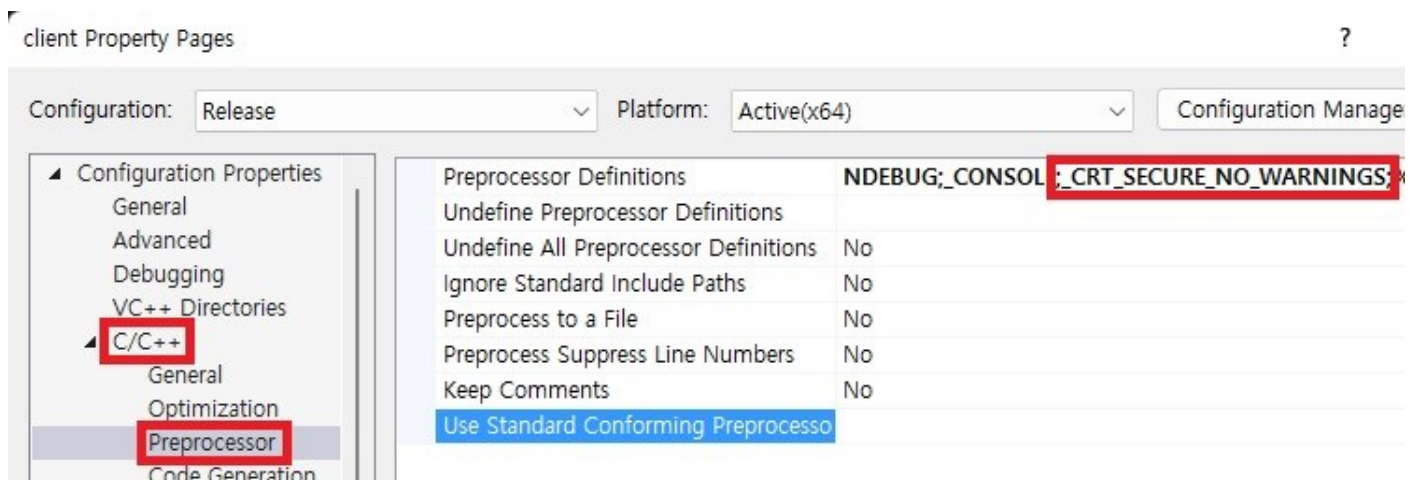 client Property Pages
?
Configuration: Release Platform: Active(x64) Configuration Manage
Configuration Properties
General
Advanced
Debugging
VC++ Directories
C/C++
General
Optimization
Preprocessor
Code Generation
Preprocessor Definitions NDEBUG;_CONSOL ;_CRT_SECURE_NO_WARNINGS;
Undefine Preprocessor Definitions
Undefine All Preprocessor Definitions No
Ignore Standard Include Paths No
Preprocess to a File No
Preprocess Suppress Line Numbers No
Keep Comments No
Use Standard Conforming Preprocesso